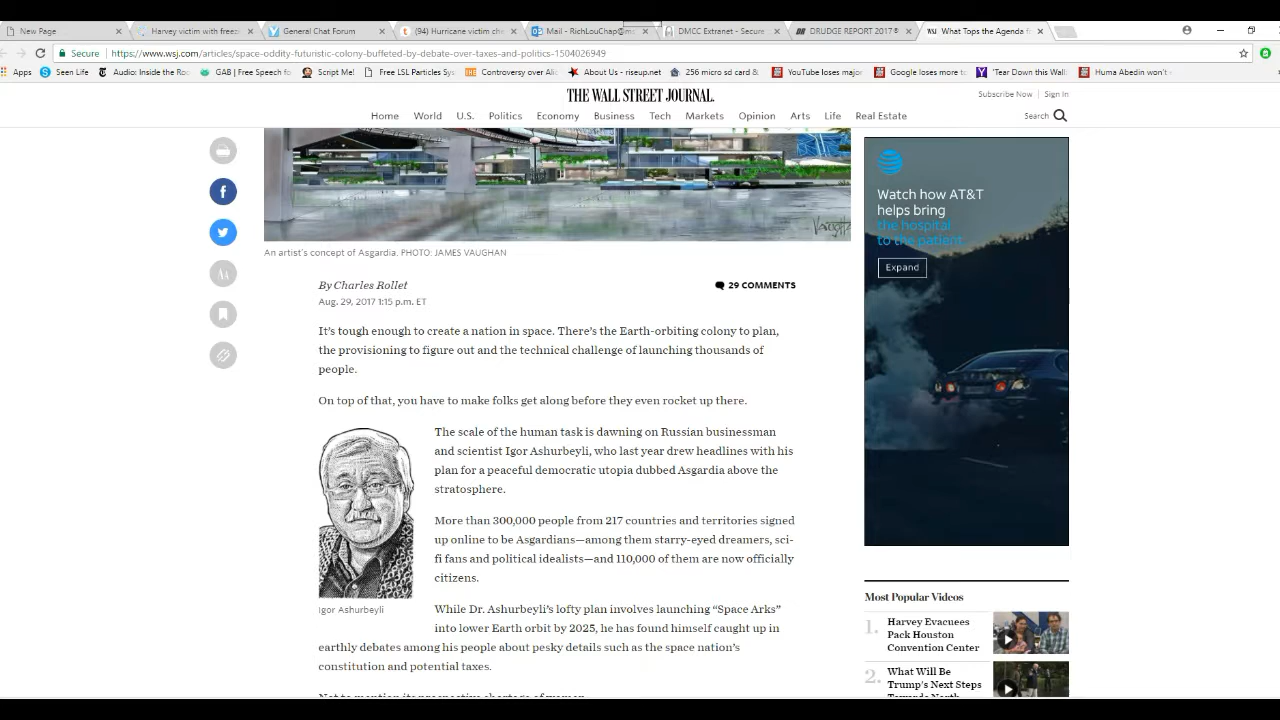 New Page
Harvey victim with freez
General Chat Forum
(94) Hurricane victim che
Mail - RichLouChap@m
DMCC Extranet - Secure
DRUDGE REPORT 2017®
WSJ What Tops the Agenda f
Secure
https://www.wsj.com/articles/space-oddity-futuristic-colony-buffeted-by-debate-over-taxes-and-politics-1504026949
Apps
Seen Life
Audio: Inside the Ro
GAB | Free Speech fo
Script Me!
Free LSL Particles Sys
Controversy over Alic
About Us - riseup.net
256 micro sd card &
YouTube loses major
Google loses more t
'Tear Down this Wall
Huma Abedin won't
THE WALL STREET JOURNAL.
Subscribe Now
Sign In
Home
World
U.S.
Politics
Economy
Business
Tech
Markets
Opinion
Arts
Life
Real Estate
Search
An artist's concept of Asgardia. PHOTO: JAMES VAUGHAN
By Charles Rollet
29 COMMENTS
Aug. 29, 2017 1:15 p.m. ET
It's tough enough to create a nation in space. There's the Earth-orbiting colony to plan,
the provisioning to figure out and the technical challenge of launching thousands of
people.
On top of that, you have to make folks get along before they even rocket up there.
The scale of the human task is dawning on Russian businessman
and scientist Igor Ashurbeyli, who last year drew headlines with his
plan for a peaceful democratic utopia dubbed Asgardia above the
stratosphere.
More than 300,000 people from 217 countries and territories signed
up online to be Asgardians—among them starry-eyed dreamers, sci-
fi fans and political idealists—and 110,000 of them are now officially
citizens.
Igor Ashurbeyli
While Dr. Ashurbeyli's lofty plan involves launching “Space Arks”
into lower Earth orbit by 2025, he has found himself caught up in
earthly debates among his people about pesky details such as the space nation's
constitution and potential taxes.
Not to mention its prospective shortage of women.
Watch how AT&T
helps bring
the hospital
to the patient.
Expand
Most Popular Videos
1.
Harvey Evacuees
Pack Houston
Convention Center
2.
What Will Be
Trump's Next Steps
Towards North